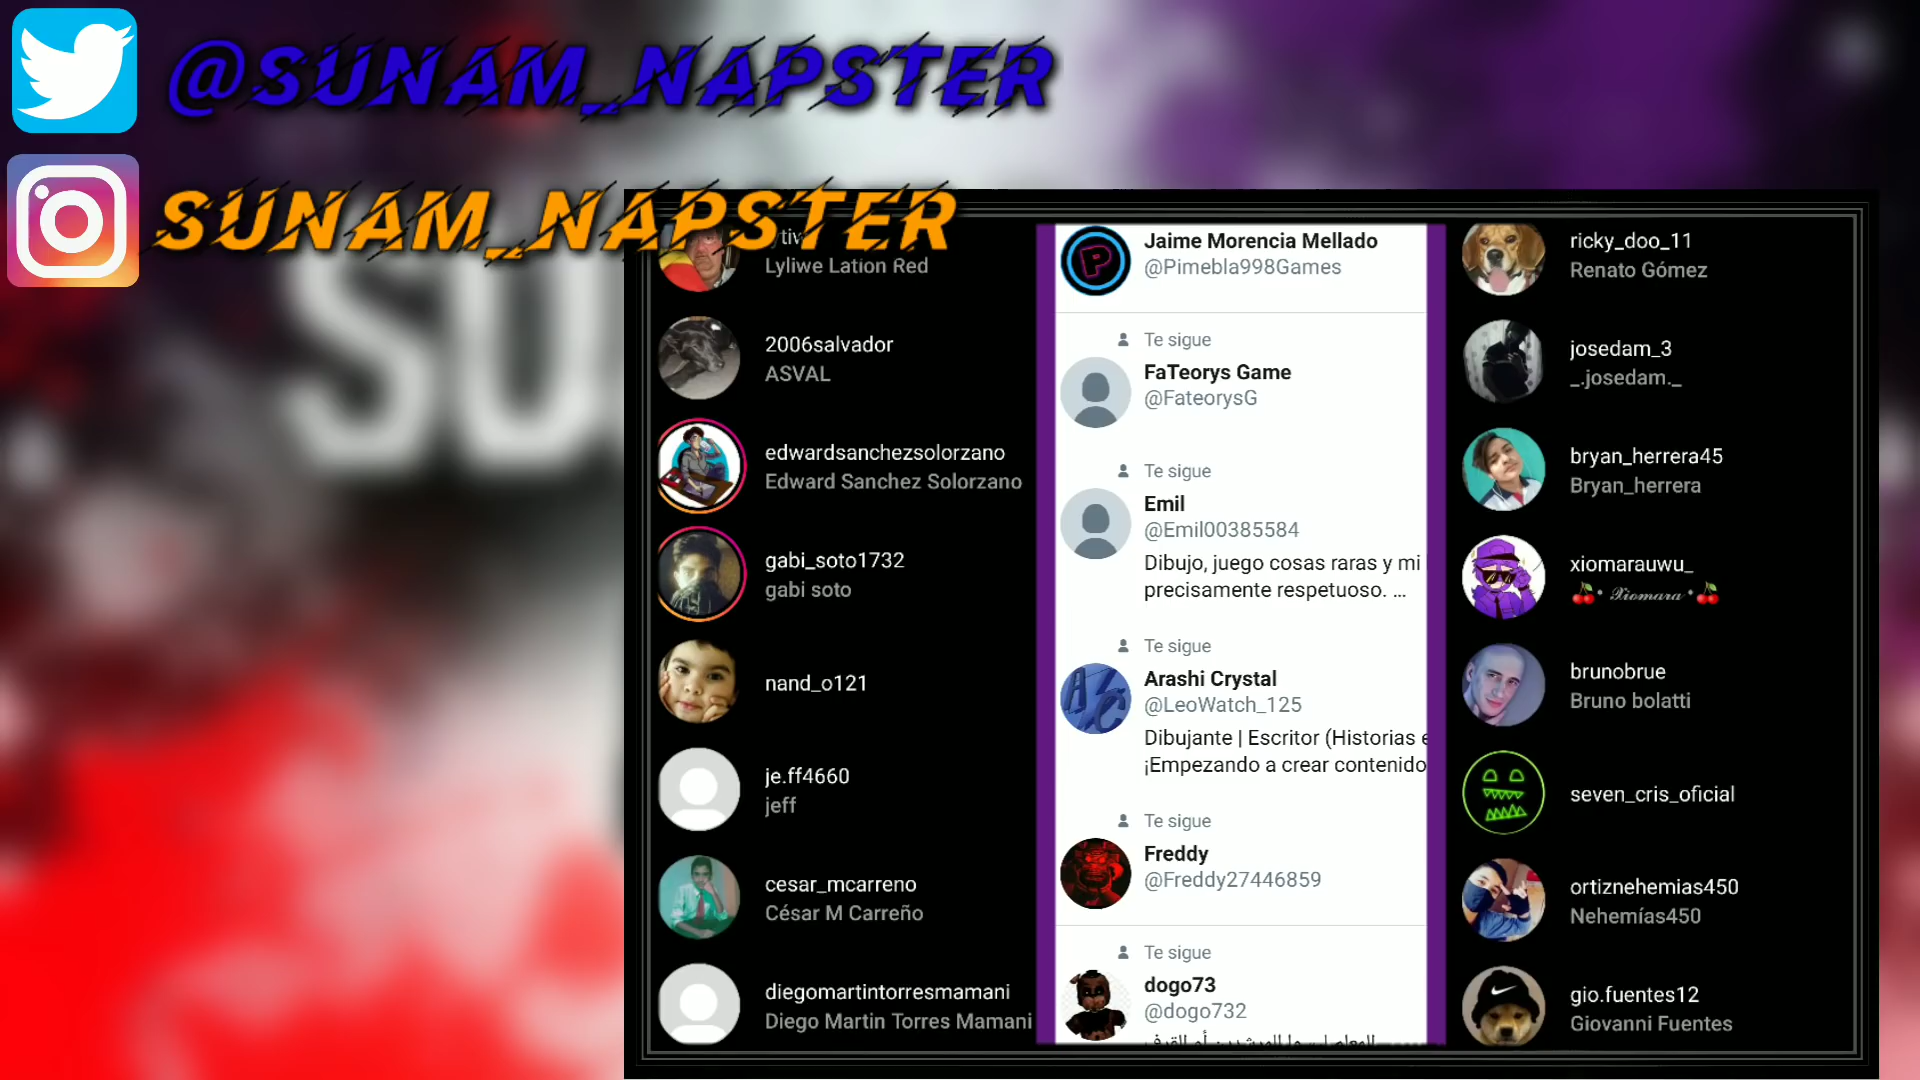 @SUNAM_NAPSTER
SUNAM_NAPSTER
Lyliwe Lation Red
2006salvador
ASVAL
edwardsanchezsolorzano
Edward Sanchez Solorzano
gabi_soto1732
gabi soto
nand_o121
je.ff4660
jeff
cesar_mcarreno
César M Carreño
diegomartintorresmamani
Diego Martin Torres Mamani
Jaime Morencia Mellado
@Pimebla998Games
Te sigue
FaTeorys Game
@FateorysG
Te sigue
Emil
@Emil00385584
Dibujo, juego cosas raras y mi
precisamente respetuoso. ...
Te sigue
Arashi Crystal
@LeoWatch_125
Dibujante | Escritor (Historias e
¡Empezando a crear contenido
Te sigue
Freddy
@Freddy27446859
Te sigue
dogo73
@dogo732
ricky_doo_11
Renato Gómez
josedam_3
_.josedam._
bryan_herrera45
Bryan_herrera
xiomarauwu_
🍒• 𝒳𝒾ℴ𝓂𝒶𝓇𝒶 •🍒
brunobrue
Bruno bolatti
seven_cris_oficial
ortiznehemias450
Nehemías450
gio.fuentes12
Giovanni Fuentes